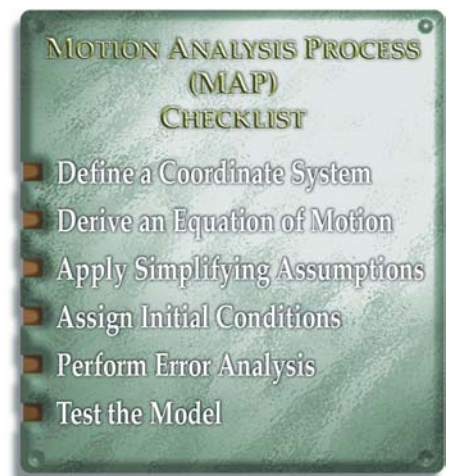 MOTION ANALYSIS PROCESS
(MAP)
CHECKLIST
Define a Coordinate System
Derive an Equation of Motion
Apply Simplifying Assumptions
Assign Initial Conditions
Perform Error Analysis
Test the Model